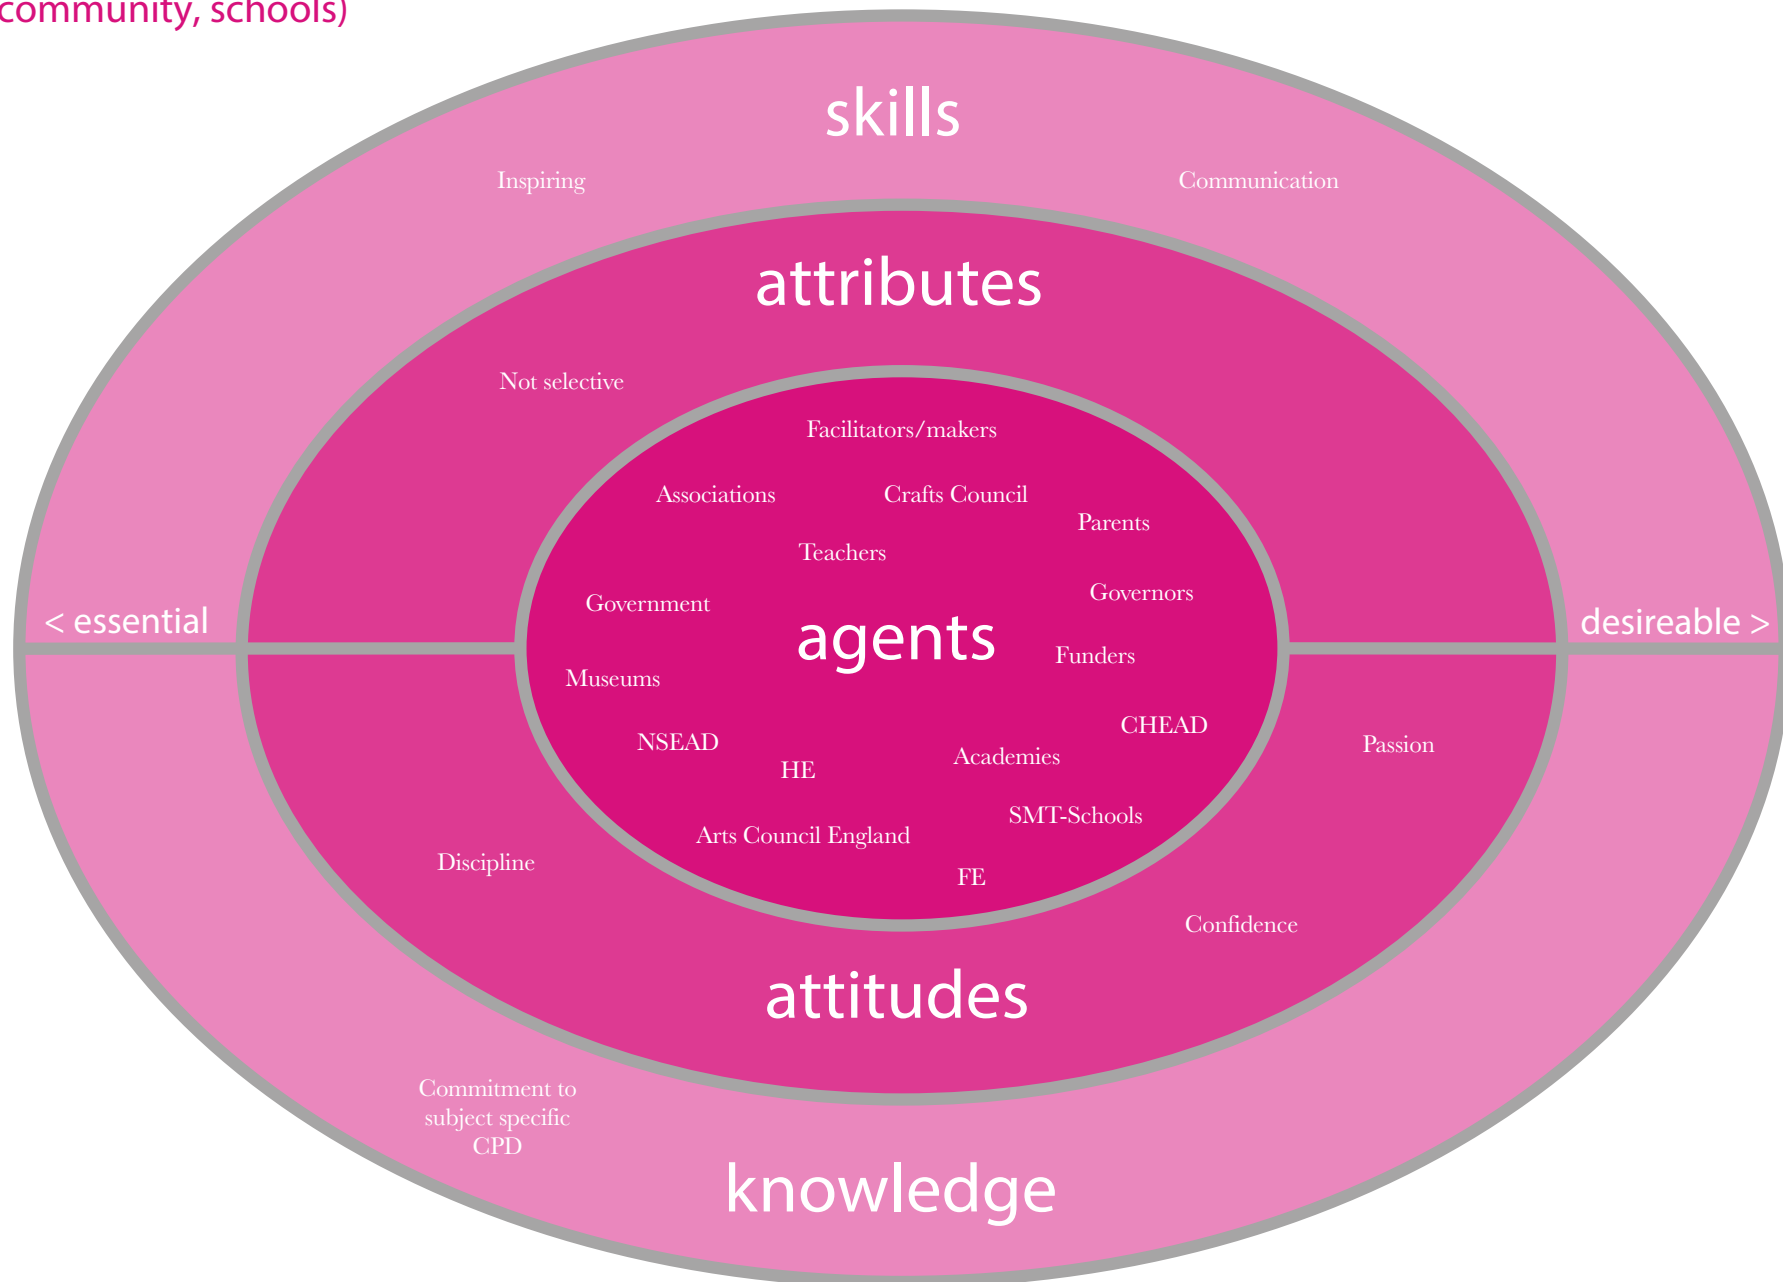 community, schools)
skills
Inspiring
Communication
attributes
Not selective
Facilitators/makers
Associations
Crafts Council
Parents
Teachers
Governors
Government
< essential
desireable >
agents
Funders
Museums
CHEAD
NSEAD
Passion
Academies
HE
SMT-Schools
Arts Council England
Discipline
FE
Confidence
attitudes
Commitment to
subject specific
CPD
knowledge